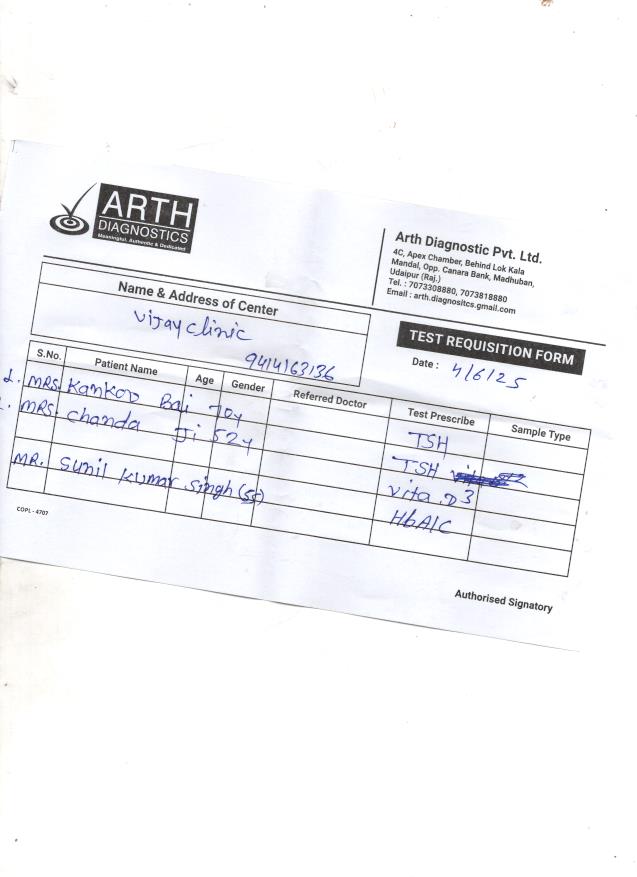 ARTH
DIAGNOSTICS
Meaningful, Authentic & Dedicated
Arth Diagnostic Pvt. Ltd.
4C, Apex Chamber, Behind Lok Kala
Mandal, Opp. Canara Bank, Madhuban,
Udaipur (Raj.)
Tel. : 7073308880, 7073818880
Email : arth.diagnositcs.gmail.com
Name & Address of Center
Vijay clinic
9414163136
TEST REQUISITION FORM
Date : 4/6/25
S.No. Patient Name Age Gender Referred Doctor Test Prescribe Sample Type
1. MRS. Kankoo Bai 70y TSH
2. MRS. Chanda Ji 52y TSH
Vita D3
MR. Sunil Kumar Singh (55) HbA1C
COPL - 4707
Authorised Signatory